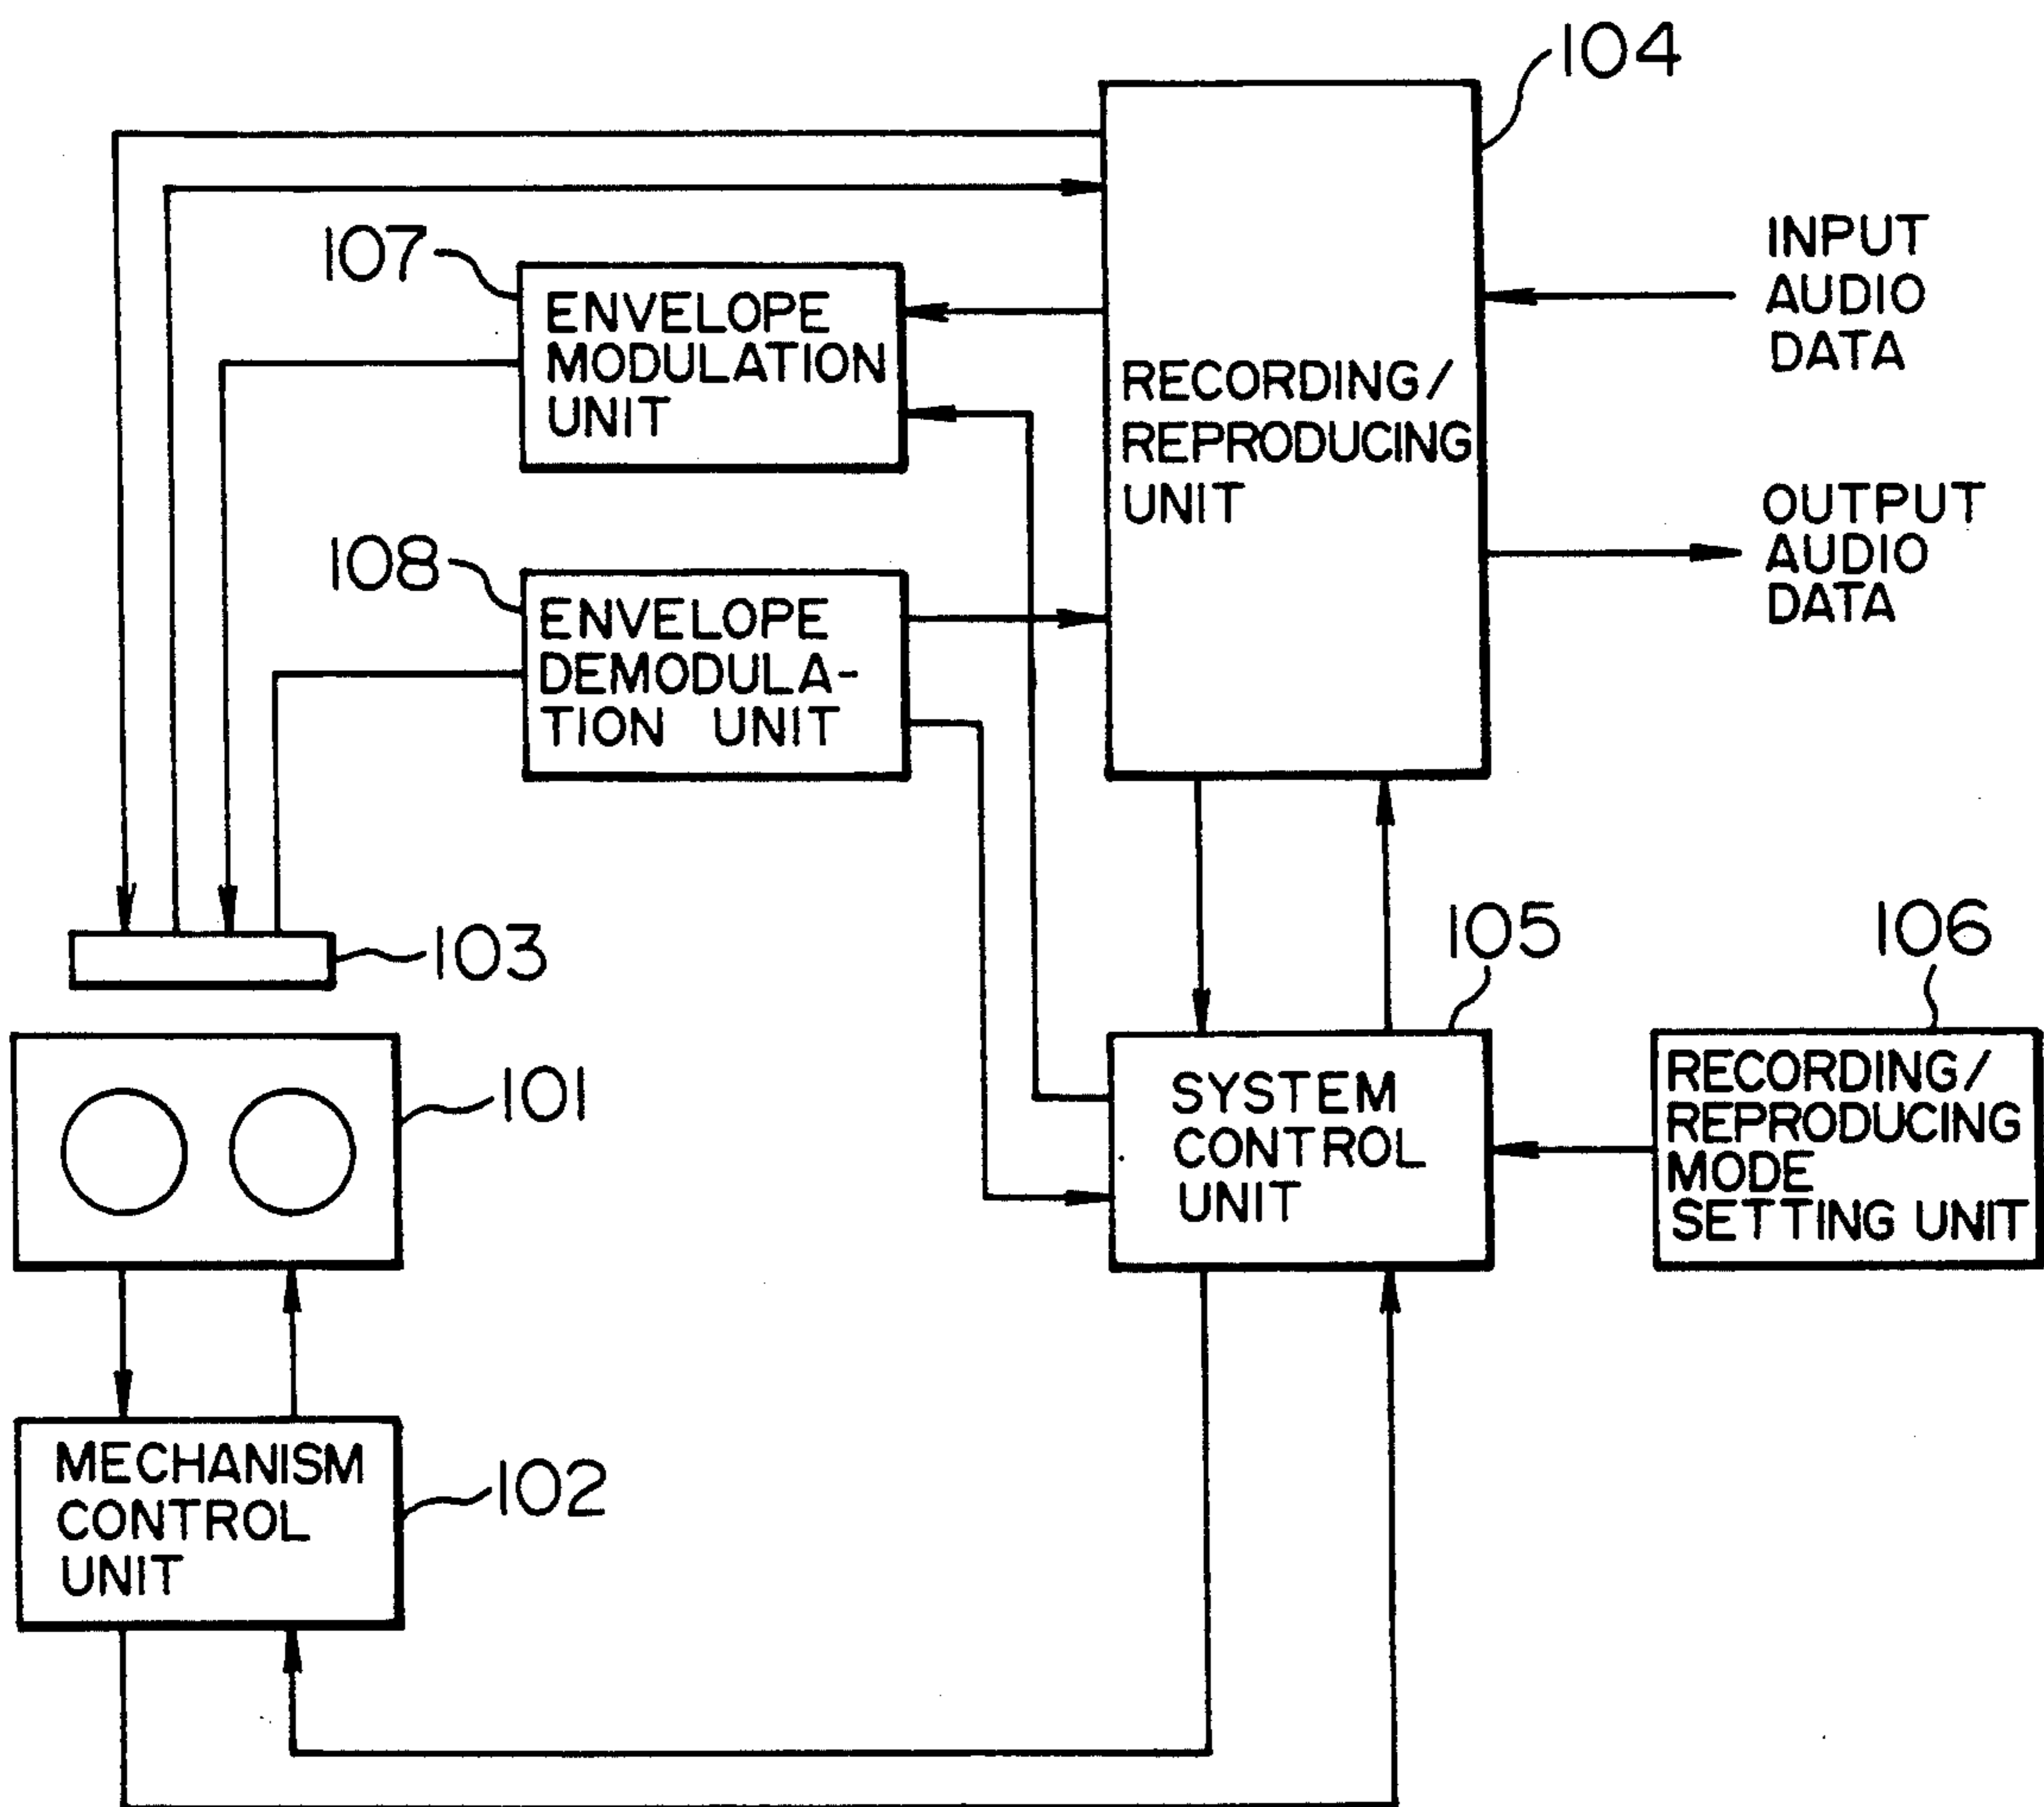 104
INPUT
AUDIO
DATA
107
ENVELOPE
MODULATION
UNIT
RECORDING/
REPRODUCING
UNIT
OUTPUT
AUDIO
DATA
108
ENVELOPE
DEMODULA-
TION UNIT
103
105
106
101
SYSTEM
CONTROL
UNIT
RECORDING/
REPRODUCING
MODE
SETTING UNIT
MECHANISM
CONTROL
UNIT
102